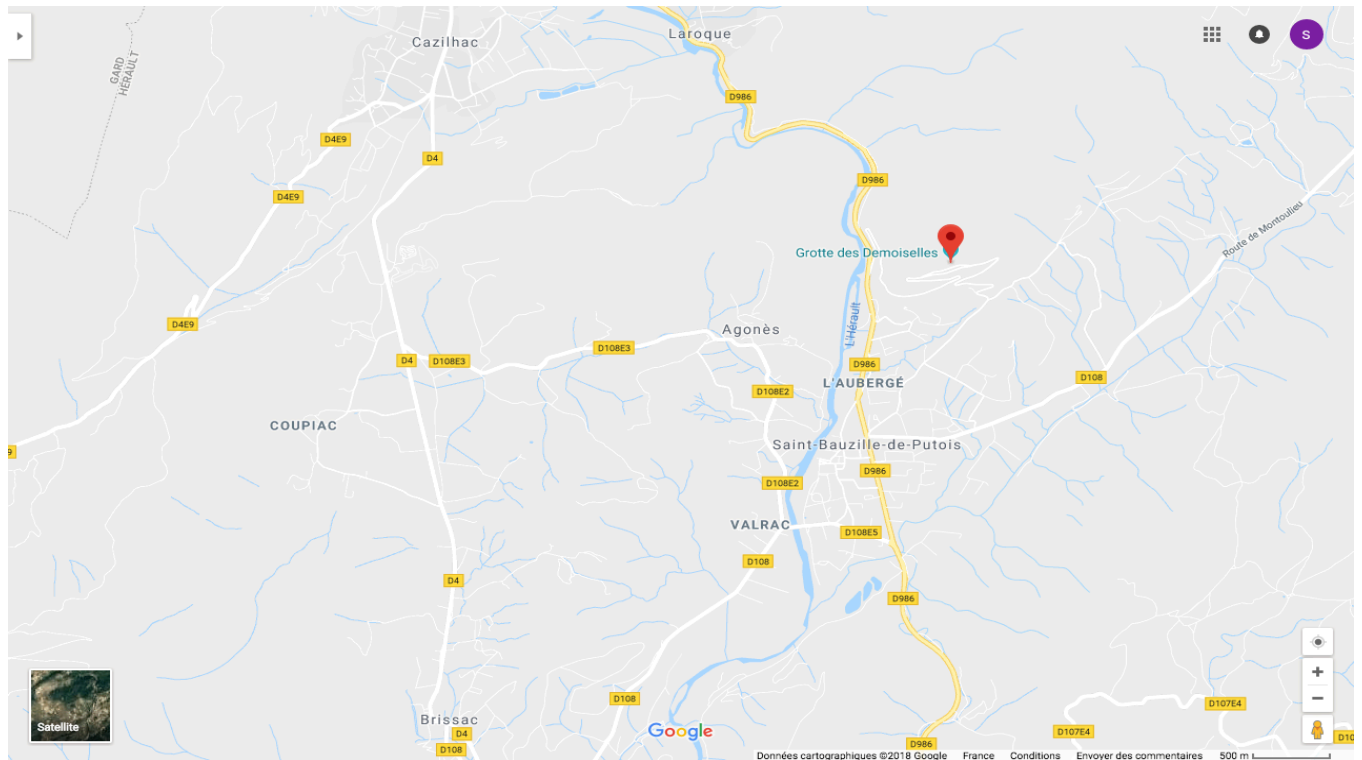 Cazilhac
Laroque
S
GARD
HÉRAULT
D986
D4E9
D4
D986
D4E9
Route de Montoulieu
Grotte des Demoiselles
L'Hérault
D4E9
Agonès
D108E3
D4
D108E3
D986
D108
L'AUBERGÉ
D108E2
COUPIAC
Saint-Bauzille-de-Putois
D986
D108E2
VALRAC
D108E5
D108
D4
D986
D108
D107E4
Satellite
Brissac
D4
Google
D107E4
D986
D108
Données cartographiques ©2018 Google France Conditions Envoyer des commentaires 500 m